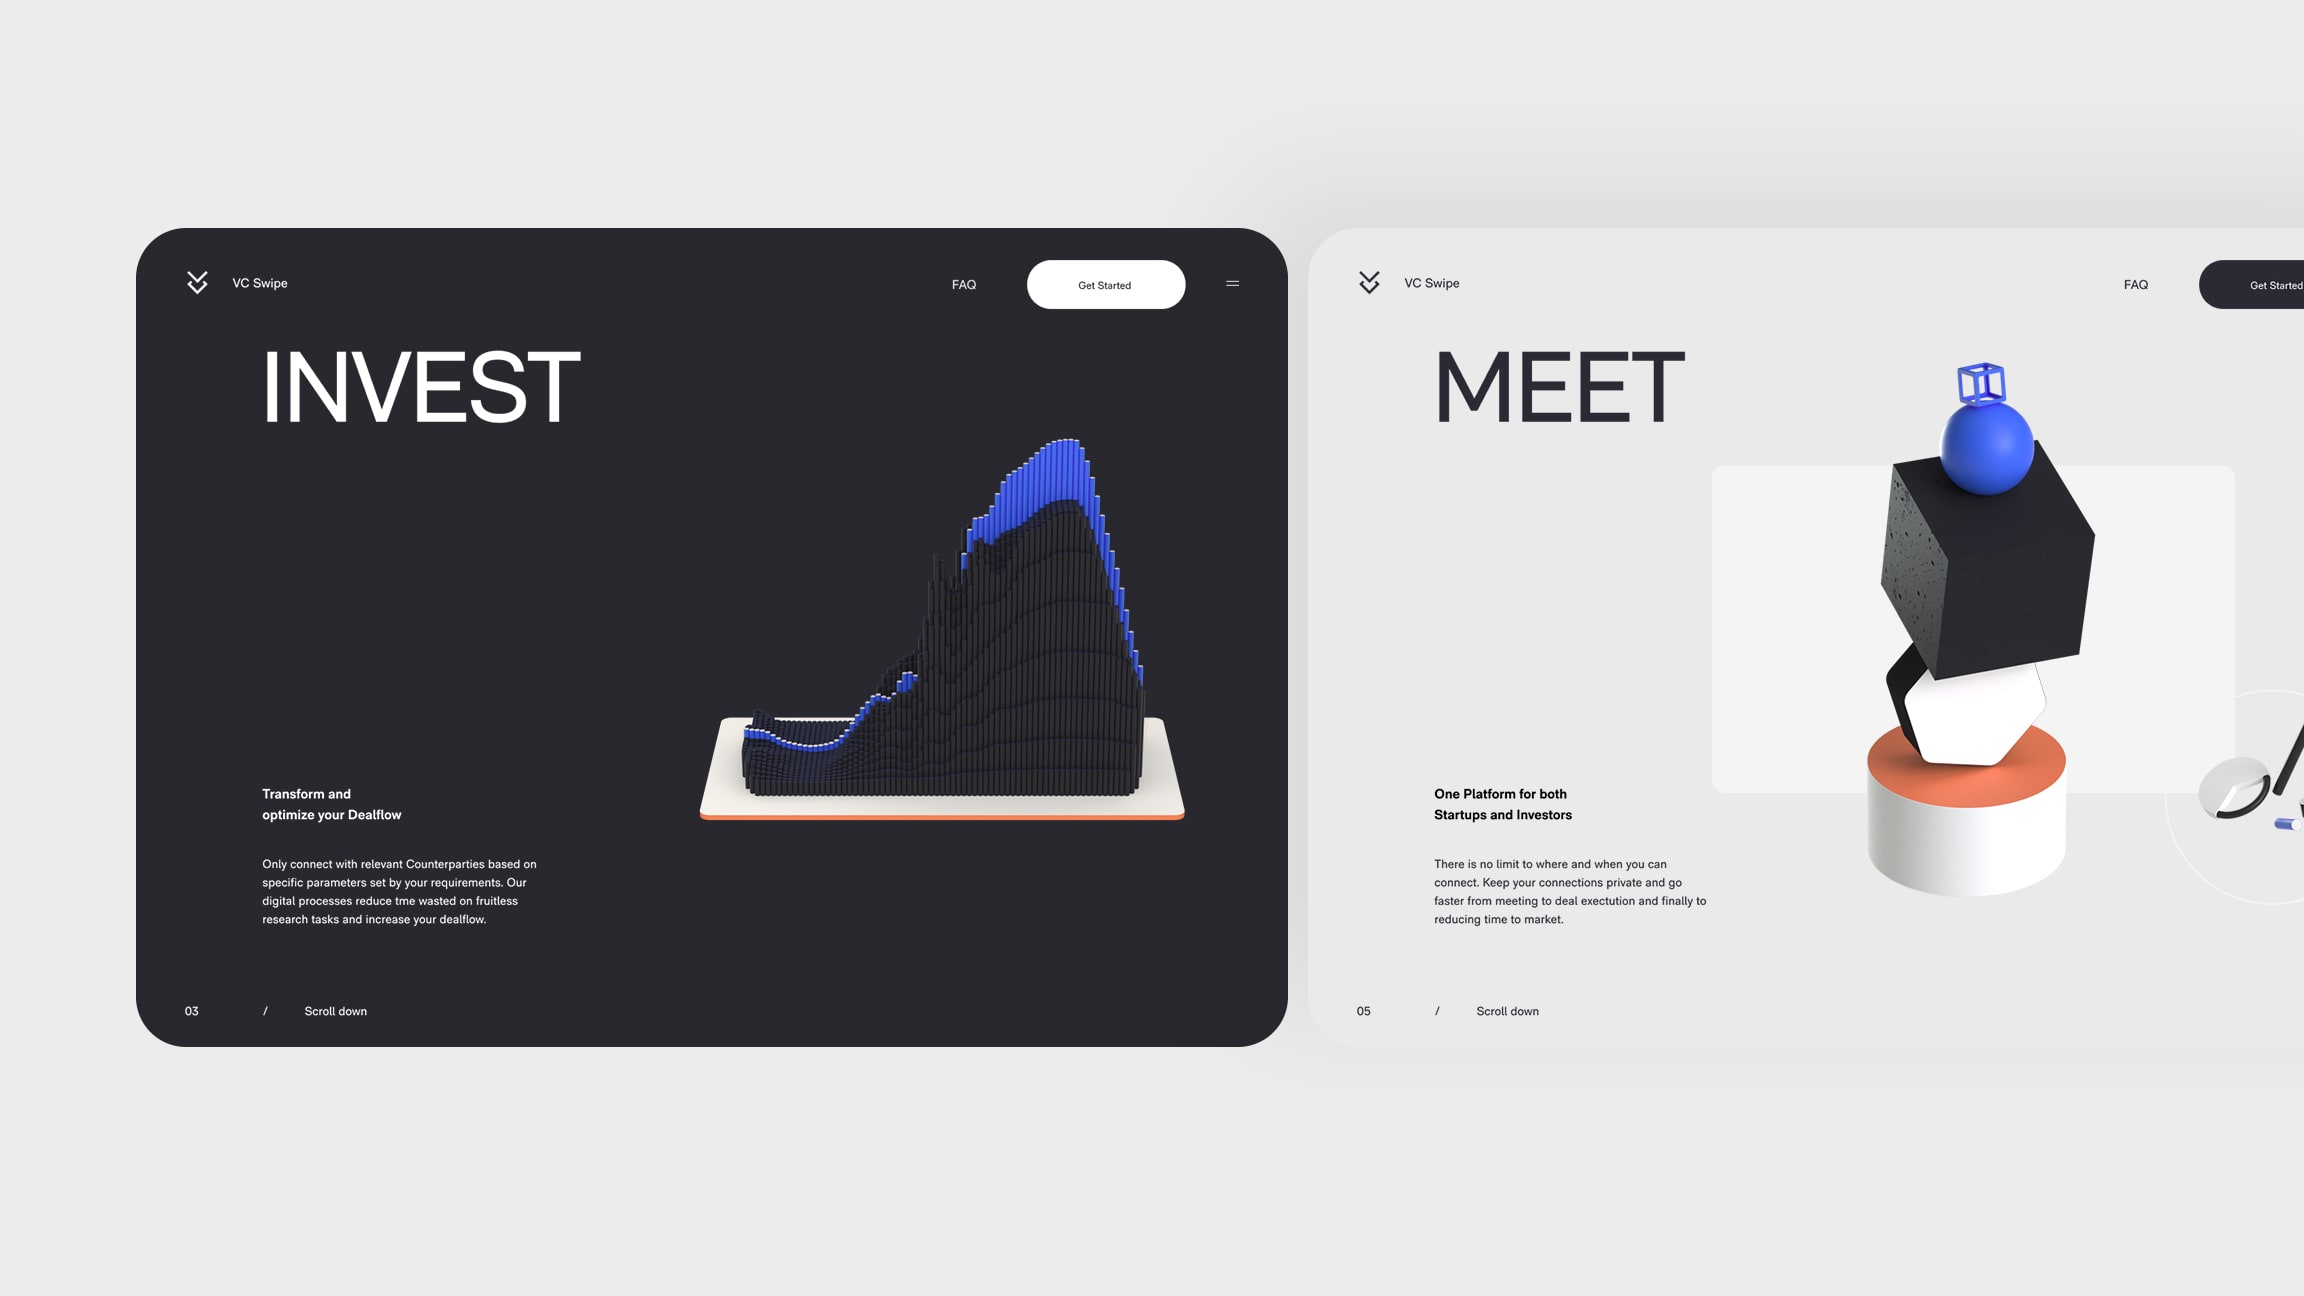 VC Swipe
FAQ
Get Started
INVEST
Transform and
optimize your Dealflow
Only connect with relevant Counterparties based on
specific parameters set by your requirements. Our
digital processes reduce tme wasted on fruitless
research tasks and increase your dealflow.
03 / Scroll down
VC Swipe
FAQ
Get Started
MEET
One Platform for both
Startups and Investors
There is no limit to where and when you can
connect. Keep your connections private and go
faster from meeting to deal exectution and finally to
reducing time to market.
05 / Scroll down